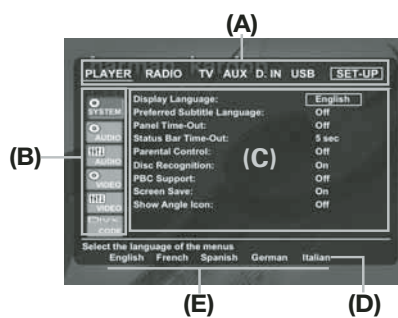 (A)
harman kardon
PLAYER RADIO TV AUX D. IN USB SET-UP
Display Language: English
Preferred Subtitle Language: Off
SYSTEM
Panel Time-Out: Off
Status Bar Time-Out: 5 sec
AUDIO
Parental Control: Off
(B)
(C)
AUDIO
Disc Recognition: On
PBC Support: Off
VIDEO
Screen Save: On
Show Angle Icon: Off
VIDEO
CODE
Select the language of the menus
English French Spanish German Italian
(E)
(D)